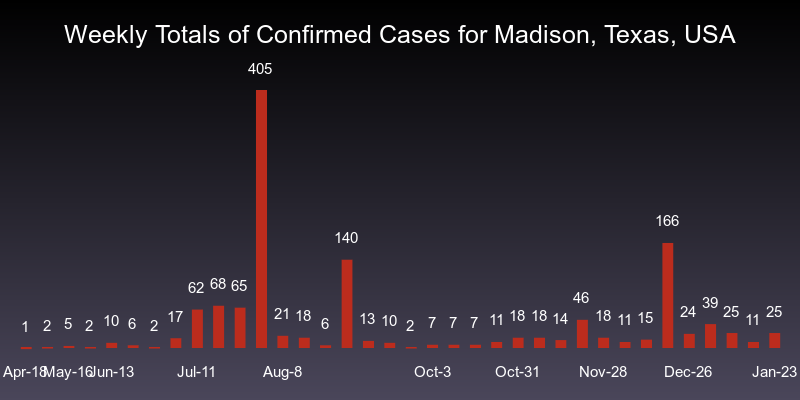 Weekly Totals of Confirmed Cases for Madison, Texas, USA
405
166
140
62 68 65
46
39
1 2 5 2 10 6 2 17 21 18 6 13 10 2 7 7 7 11 18 18 14 18 11 15 24 25 11 25
Apr-18 May-16 Jun-13 Jul-11 Aug-8 Oct-3 Oct-31 Nov-28 Dec-26 Jan-23